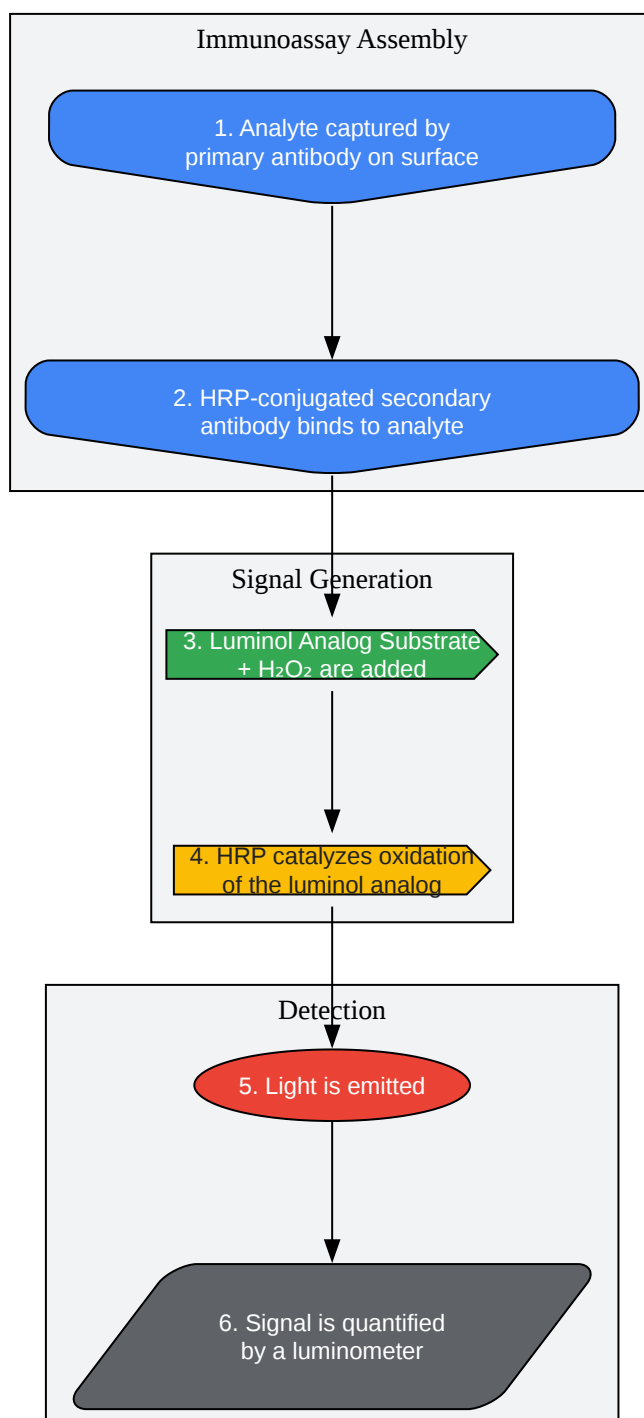 Immunoassay Assembly
1. Analyte captured by
primary antibody on surface
2. HRP-conjugated secondary
antibody binds to analyte
Signal Generation
3. Luminol Analog Substrate
+ H₂O₂ are added
4. HRP catalyzes oxidation
of the luminol analog
Detection
5. Light is emitted
6. Signal is quantified
by a luminometer